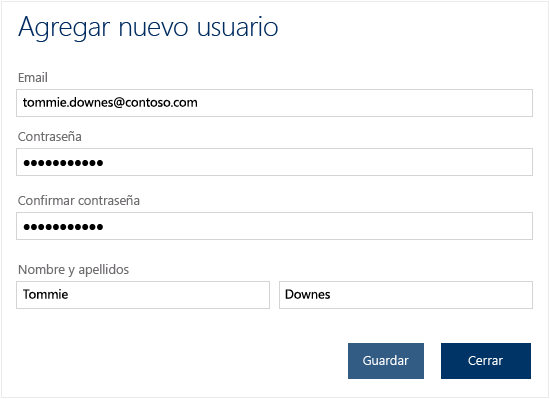 Agregar nuevo usuario
Email
tommie.downes@contoso.com
Contraseña
●●●●●●●●●●●
Confirmar contraseña
●●●●●●●●●●●
Nombre y apellidos
Tommie Downes
Guardar Cerrar